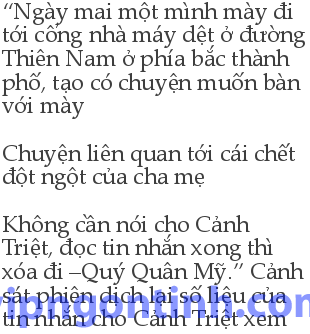 “Ngày mai một mình mày đi
tới cổng nhà máy dệt ở đường
Thiên Nam ở phía bắc thành
phố, tạo có chuyện muốn bàn
với mày
Chuyện liên quan tới cái chết
đột ngột của cha mẹ
Không cần nói cho Cảnh
Triệt, đọc tin nhắn xong thì
xóa đi –Quý Quân Mỹ.” Cảnh
sát phiên dịch lại số liệu của
tin nhắn cho Cảnh Triệt xem